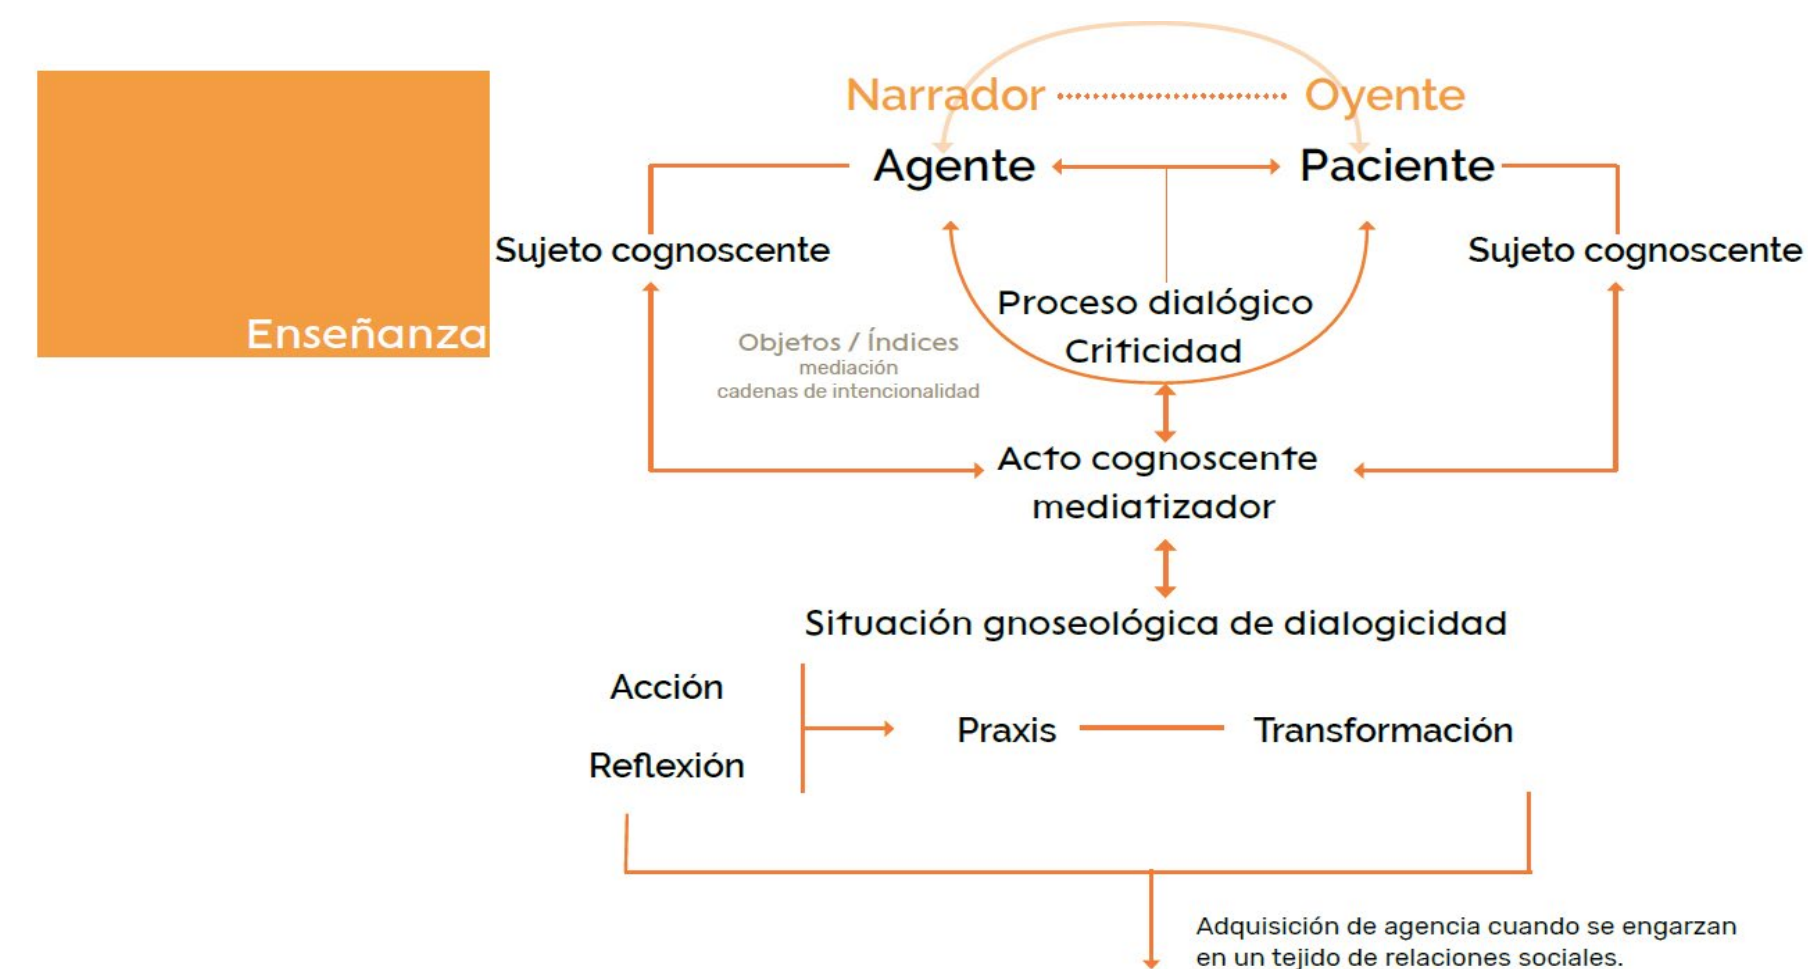 Narrador
Oyente
Agente
Paciente
Sujeto cognoscente
Sujeto cognoscente
Enseñanza
Proceso dialógico
Criticidad
Objetos / Índices
mediación
cadenas de intencionalidad
Acto cognoscente
mediatizador
Situación gnoseológica de dialogicidad
Acción
Reflexión
Praxis
Transformación
Adquisición de agencia cuando se engarzan
en un tejido de relaciones sociales.